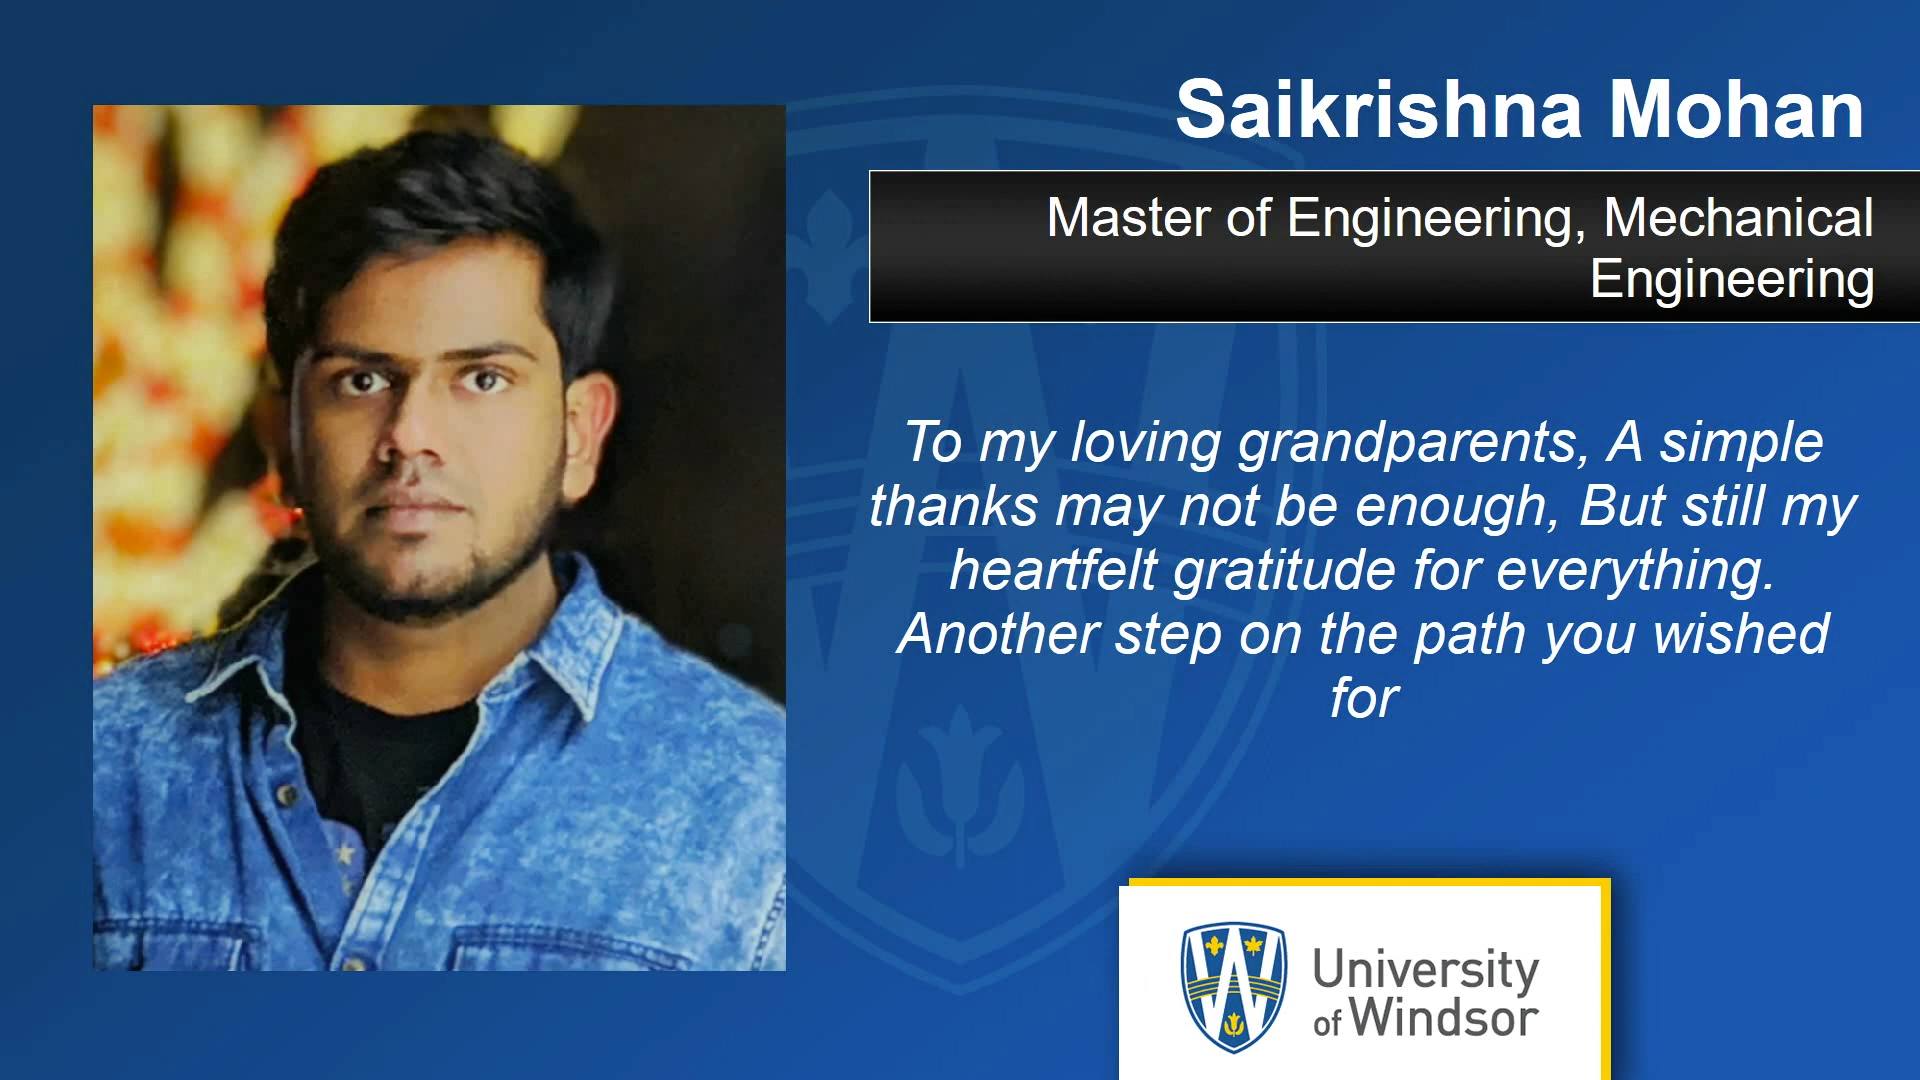 Saikrishna Mohan
Master of Engineering, Mechanical
Engineering
To my loving grandparents, A simple
thanks may not be enough, But still my
heartfelt gratitude for everything.
Another step on the path you wished
for
University
of Windsor